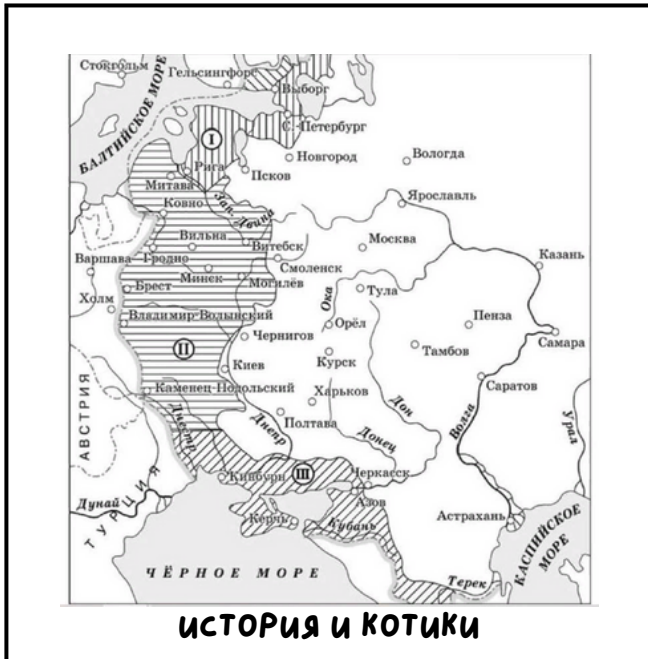 Стокгольм
Гельсингфорс
Выборг
С.-Петербург
БАЛТИЙСКОЕ МОРЕ
I
Новгород
Вологда
Рига
Псков
Митава
Зап. Двина
Ярославль
Ковно
Вильна
Витебск
Москва
Казань
Варшава
Гродно
Смоленск
Минск
Могилёв
Ока
Тула
Брест
Холм
Владимир-Волынский
Чернигов
Орёл
Пенза
Самара
II
Киев
Курск
Тамбов
Саратов
АВСТРИЯ
Каменец-Подольский
Харьков
Дон
Волга
Урал
Днестр
Днепр
Полтава
Донец
Кинбурн
III
Черкасск
Дунай
ТУРЦИЯ
Азов
Астрахань
Керчь
Кубань
КАСПИЙСКОЕ МОРЕ
ЧЁРНОЕ МОРЕ
Терек
ИСТОРИЯ И КОТИКИ